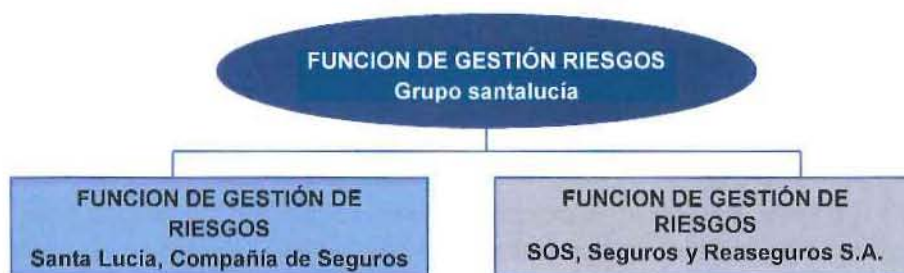 FUNCION DE GESTIÓN RIESGOS
Grupo santalucía
FUNCION DE GESTIÓN DE
RIESGOS
Santa Lucia, Compañía de Seguros
FUNCION DE GESTIÓN DE
RIESGOS
SOS, Seguros y Reaseguros S.A.